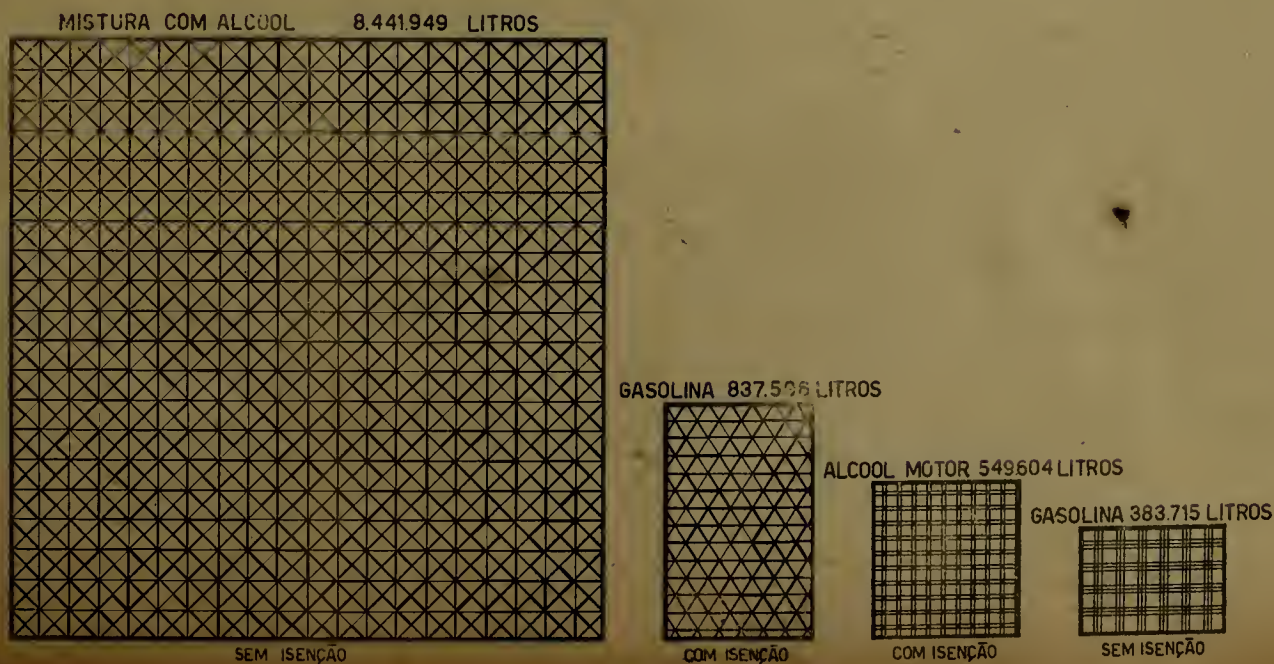 MISTURA COM ALCOOL 8.441.949 LITROS
SEM ISENÇÃO
GASOLINA LITROS
COM ISENÇÃO
ALCOOL MOTOR 549.604 LITROS
COM ISENÇÃO
GASOLINA 383.715 LITROS
SEM ISENÇÃO